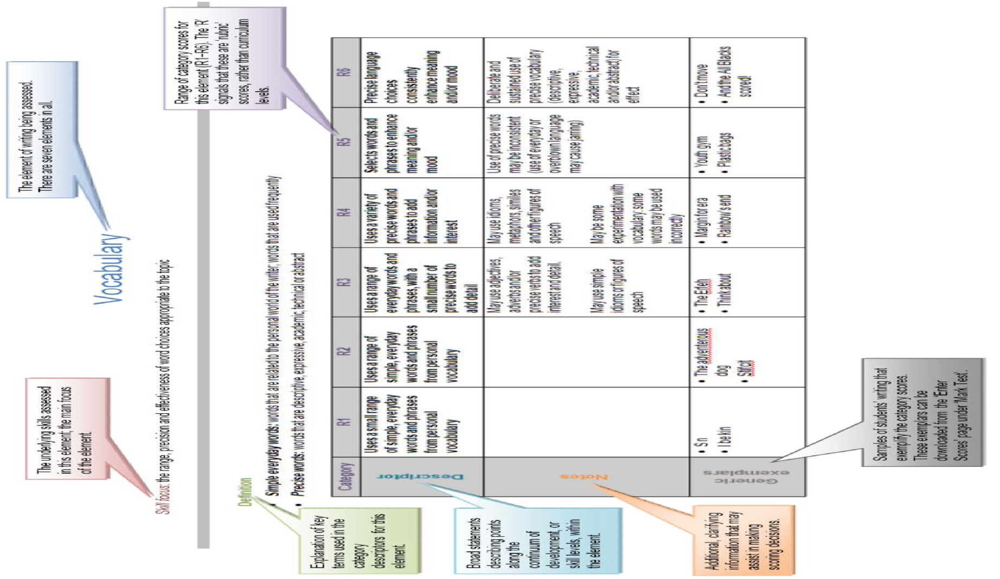 The element of writing being assessed.
There are seven elements in all.
The underlying skills assessed
in this element, the main focus
of the element.
Vocabulary
Skill focus: the range, precision and effectiveness of word choices appropriate to the topic
Range of category scores for
this element (R1–R6). The ‘R’
signals that these are ‘rubric’
scores, rather than curriculum
levels.
Definition
• Simple everyday words: words that are related to the personal world of the writer; words that are used frequently
• Precise words: words that are descriptive, expressive, academic, technical or abstract
Explanation of key
terms used in the
category
descriptors for this
element.
Category
R1
R2
R3
R4
R5
R6
Descriptor
Uses a small range
of simple, everyday
words and phrases
from personal
vocabulary
Uses a range of
simple, everyday
words and phrases
from personal
vocabulary
Uses a range of
everyday words and
phrases, with a
small number of
precise words to
add detail
Uses a variety of
precise words and
phrases to add
information and/or
interest
Selects words and
phrases to enhance
meaning and/or
mood
Precise language
choices
consistently
enhance meaning
and/or mood
Broad statements
describing points
along the
continuum of
development, or
skill levels, within
the element.
Notes
May use adjectives,
adverbs and/or
precise verbs to add
interest and detail.
May use simple
idioms or figures of
speech
May use idioms,
metaphors, similes
and other figures of
speech
May be some
experimentation with
vocabulary: some
words may be used
incorrectly
Use of precise words
may be inconsistent
(use of everyday or
overblown language
may cause jarring)
Deliberate and
sustained use of
precise vocabulary
(descriptive,
expressive,
academic, technical
and/or abstract) for
effect
Additional, clarifying
information that may
assist in making
scoring decisions.
Generic
exemplars
• S n
• I be kin
• The adventerous
dog
• Stifcit
• The Erteh
• Think about
• Margin for era
• Rainbow's end
• Youth gym
• Plastic bags
• Don't move
• And the All Blacks
scored!
Samples of students’ writing that
exemplify the category scores.
These exemplars can be
downloaded from the ‘Enter
Scores’ page under ‘Mark Test’.